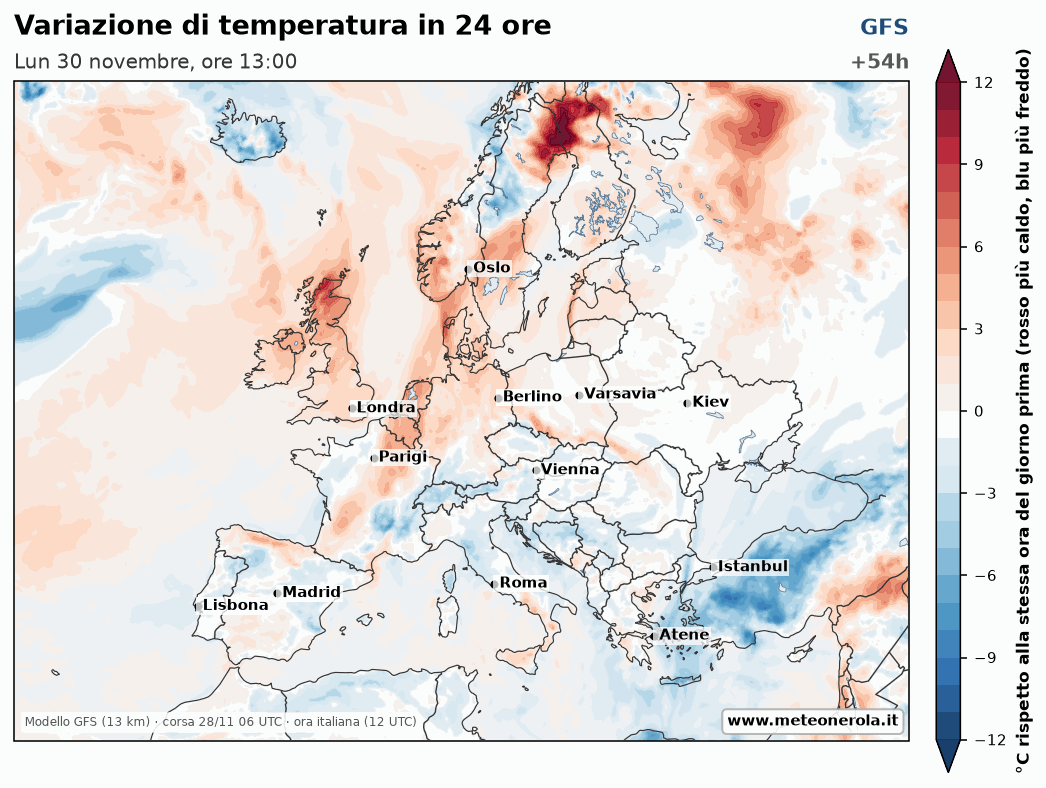 Variazione di temperatura in 24 ore
GFS
Lun 30 novembre, ore 13:00
+54h
Oslo
Londra
Berlino
Varsavia
Kiev
Parigi
Vienna
Istanbul
Roma
Madrid
Lisbona
Atene
Modello GFS (13 km) · corsa 28/11 06 UTC · ora italiana (12 UTC)
www.meteonerola.it
12
9
6
3
0
−3
−6
−9
−12
°C rispetto alla stessa ora del giorno prima (rosso più caldo, blu più freddo)